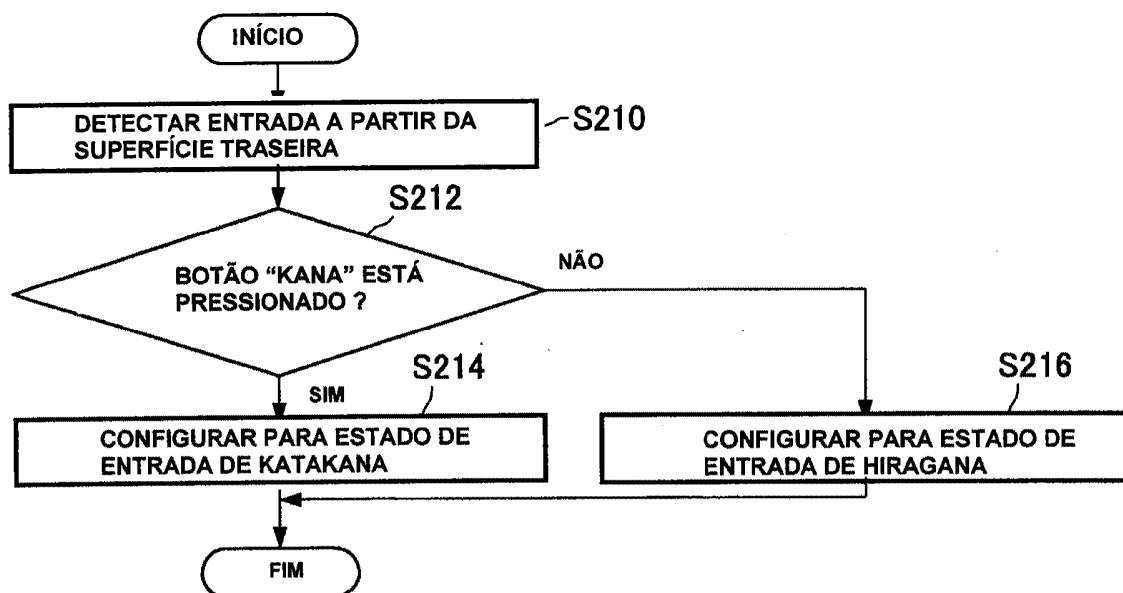 INÍCIO
DETECTAR ENTRADA A PARTIR DA
SUPERFÍCIE TRASEIRA
S210
S212
BOTÃO “KANA” ESTÁ
PRESSIONADO ?
NÃO
SIM
S214
S216
CONFIGURAR PARA ESTADO DE
ENTRADA DE KATAKANA
CONFIGURAR PARA ESTADO DE
ENTRADA DE HIRAGANA
FIM